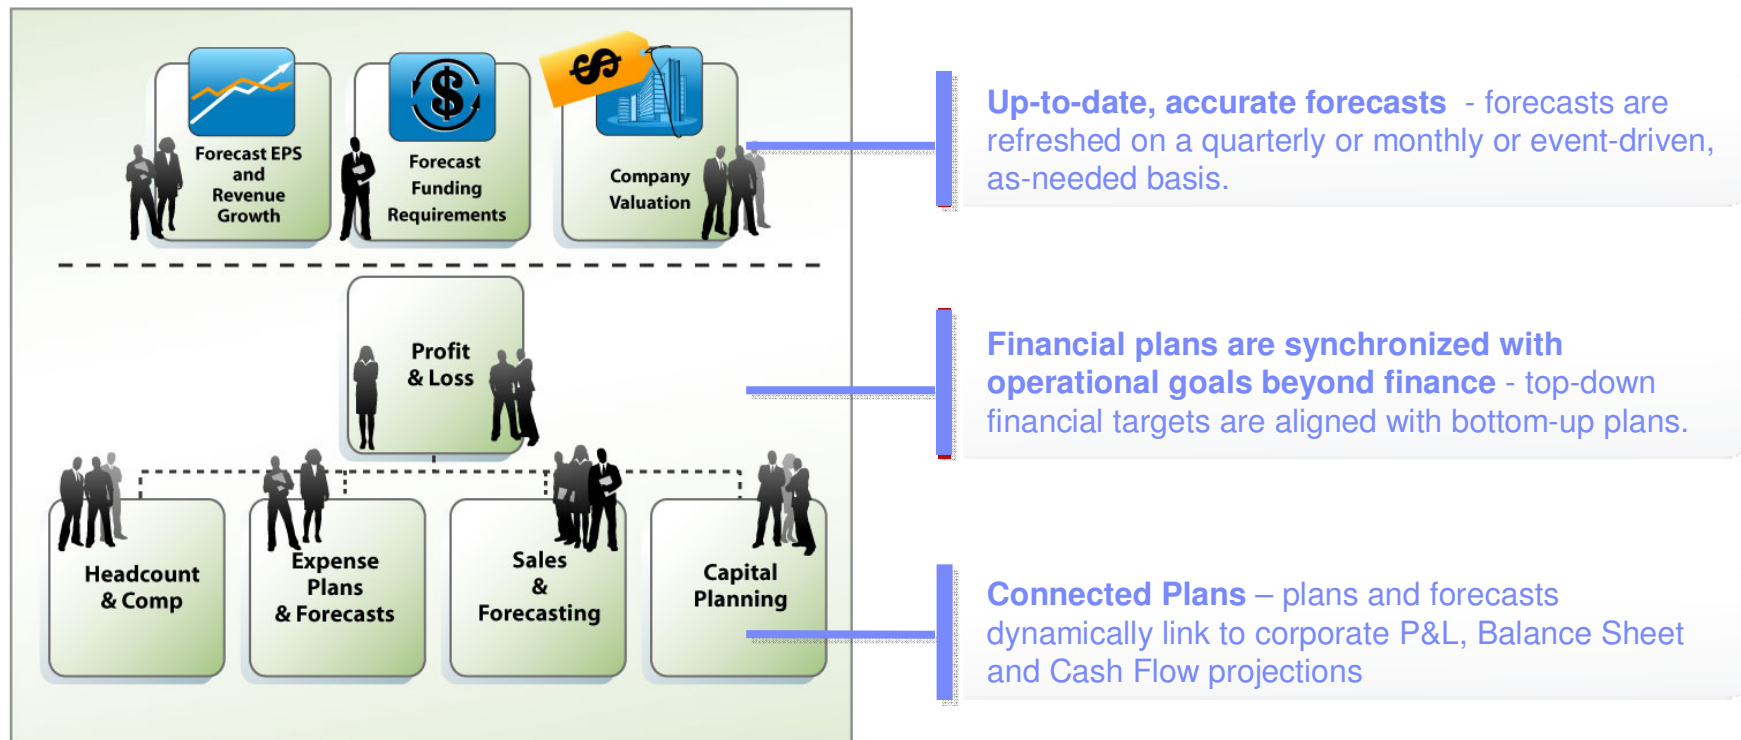 Forecast EPS
and
Revenue
Growth
Forecast
Funding
Requirements
$
Company
Valuation
Up-to-date, accurate forecasts - forecasts are
refreshed on a quarterly or monthly or event-driven,
as-needed basis.
Profit
& Loss
Financial plans are synchronized with
operational goals beyond finance - top-down
financial targets are aligned with bottom-up plans.
Headcount
& Comp
Expense
Plans
& Forecasts
Sales
&
Forecasting
Capital
Planning
Connected Plans – plans and forecasts
dynamically link to corporate P&L, Balance Sheet
and Cash Flow projections